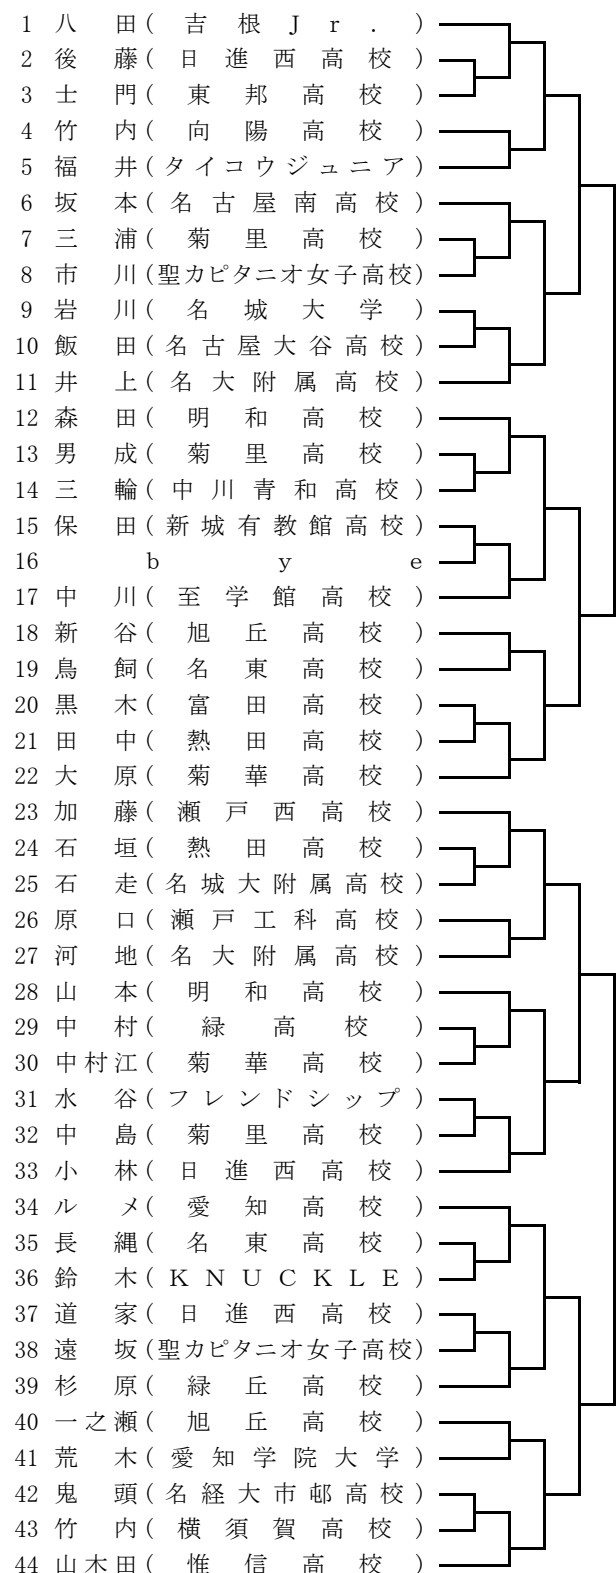 1 八田(吉根Jr.)
2 後藤(日進西高校)
3 士門(東邦高校)
4 竹内(向陽高校)
5 福井(タイコウジュニア)
6 坂本(名古屋南高校)
7 三浦(菊里高校)
8 市川(聖カピタニオ女子高校)
9 岩川(名城大学)
10 飯田(名古屋大谷高校)
11 井上(名大附属高校)
12 森田(明和高校)
13 男成(菊里高校)
14 三輪(中川青和高校)
15 保田(新城有教館高校)
16 bye
17 中川(至学館高校)
18 新谷(旭丘高校)
19 鳥飼(名東高校)
20 黒木(富田高校)
21 田中(熱田高校)
22 大原(菊華高校)
23 加藤(瀬戸西高校)
24 石垣(熱田高校)
25 石走(名城大附属高校)
26 原口(瀬戸工科高校)
27 河地(名大附属高校)
28 山本(明和高校)
29 中村(緑高校)
30 中村江(菊華高校)
31 水谷(フレンドシップ)
32 中島(菊里高校)
33 小林(日進西高校)
34 ルメ(愛知高校)
35 長縄(名東高校)
36 鈴木(KNUCKLE)
37 道家(日進西高校)
38 遠坂(聖カピタニオ女子高校)
39 杉原(緑丘高校)
40 一之瀬(旭丘高校)
41 荒木(愛知学院大学)
42 鬼頭(名経大市邨高校)
43 竹内(横須賀高校)
44 山木田(惟信高校)